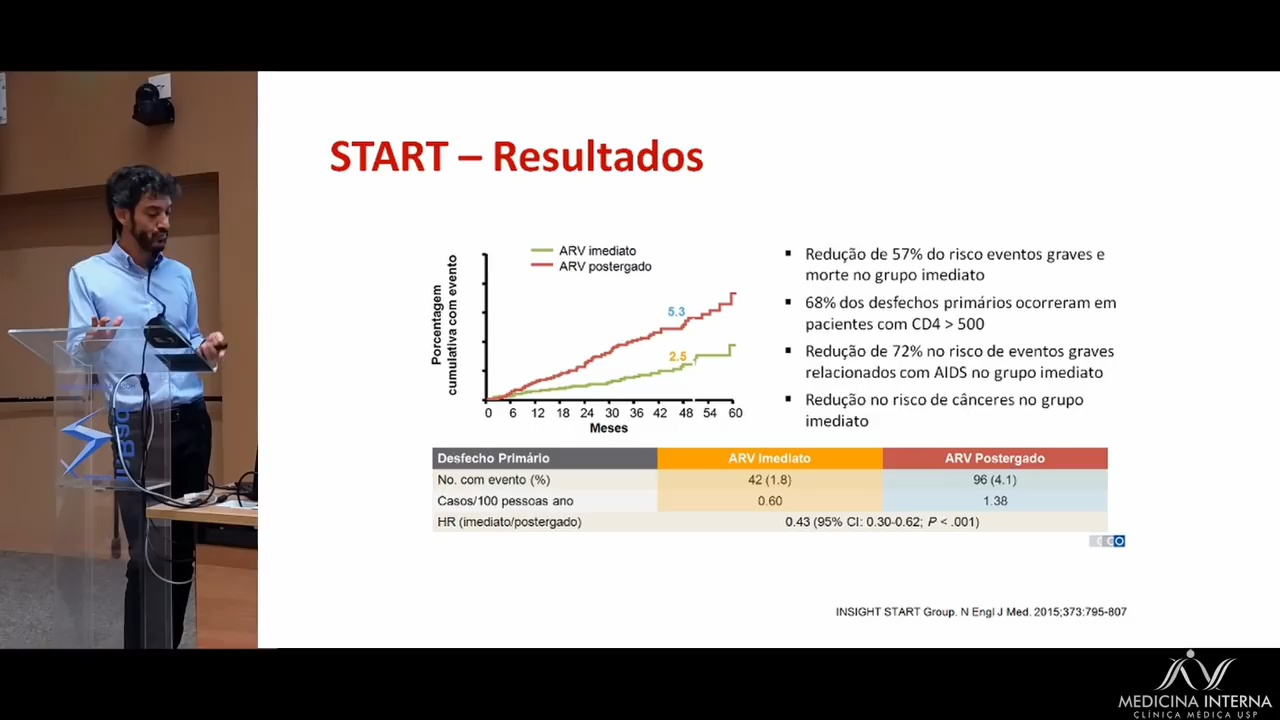 START – Resultados
ARV imediato
ARV postergado
Porcentagem
cumulativa com evento
5.3
2.5
0 6 12 18 24 30 36 42 48 54 60
Meses
▪ Redução de 57% do risco eventos graves e
morte no grupo imediato
▪ 68% dos desfechos primários ocorreram em
pacientes com CD4 > 500
▪ Redução de 72% no risco de eventos graves
relacionados com AIDS no grupo imediato
▪ Redução no risco de cânceres no grupo
imediato
Desfecho Primário ARV Imediato ARV Postergado
No. com evento (%) 42 (1.8) 96 (4.1)
Casos/100 pessoas ano 0.60 1.38
HR (imediato/postergado) 0.43 (95% CI: 0.30-0.62; P < .001)
CCO
INSIGHT START Group. N Engl J Med. 2015;373:795-807
MEDICINA INTERNA
CLÍNICA MÉDICA USP